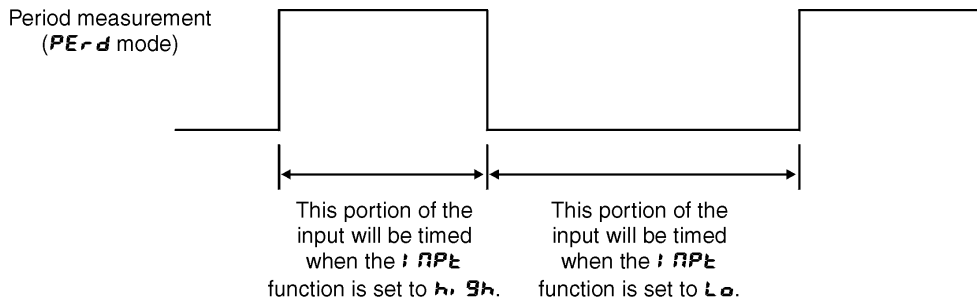 Period measurement
(PErd mode)
This portion of the
input will be timed
when the INPt
function is set to hiGh.
This portion of the
input will be timed
when the INPt
function is set to Lo.